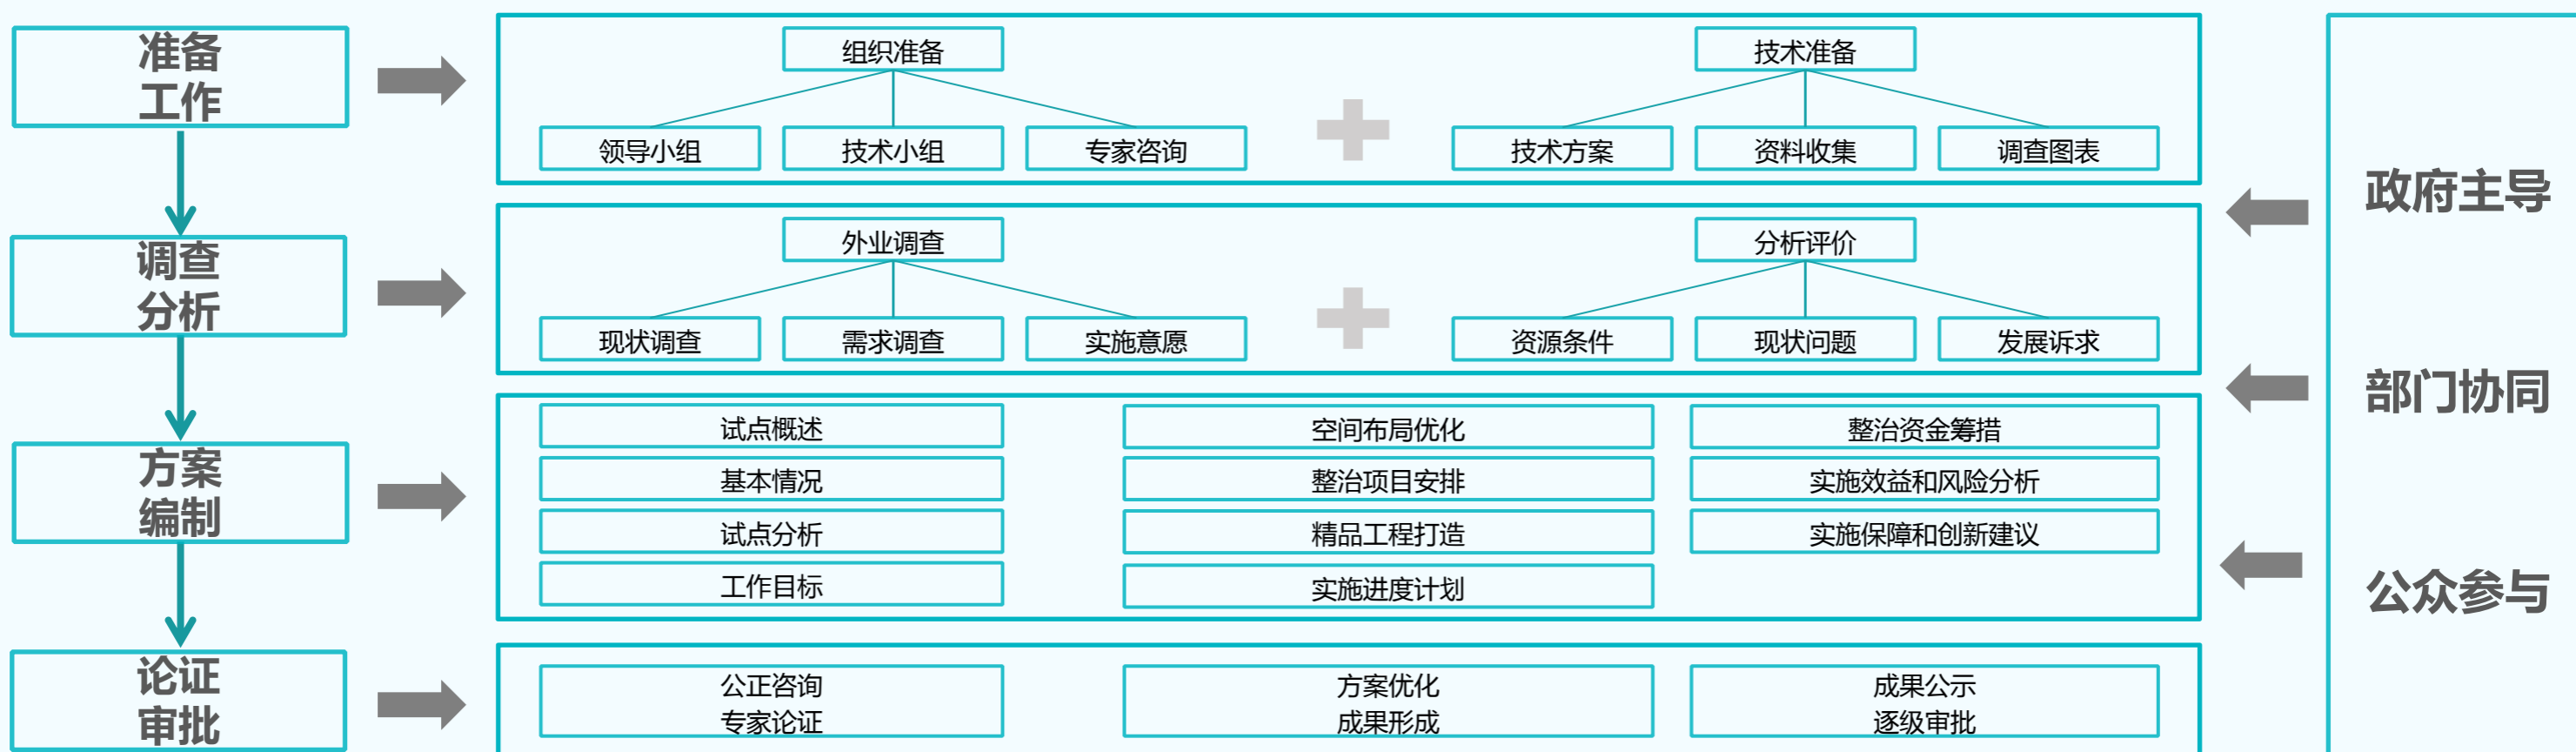 准备
工作
组织准备
技术准备
领导小组
技术小组
专家咨询
技术方案
资料收集
调查图表
调查
分析
外业调查
分析评价
现状调查
需求调查
实施意愿
资源条件
现状问题
发展诉求
方案
编制
试点概述
空间布局优化
整治资金筹措
基本情况
整治项目安排
实施效益和风险分析
试点分析
精品工程打造
实施保障和创新建议
工作目标
实施进度计划
论证
审批
公正咨询
专家论证
方案优化
成果形成
成果公示
逐级审批
政府主导
部门协同
公众参与